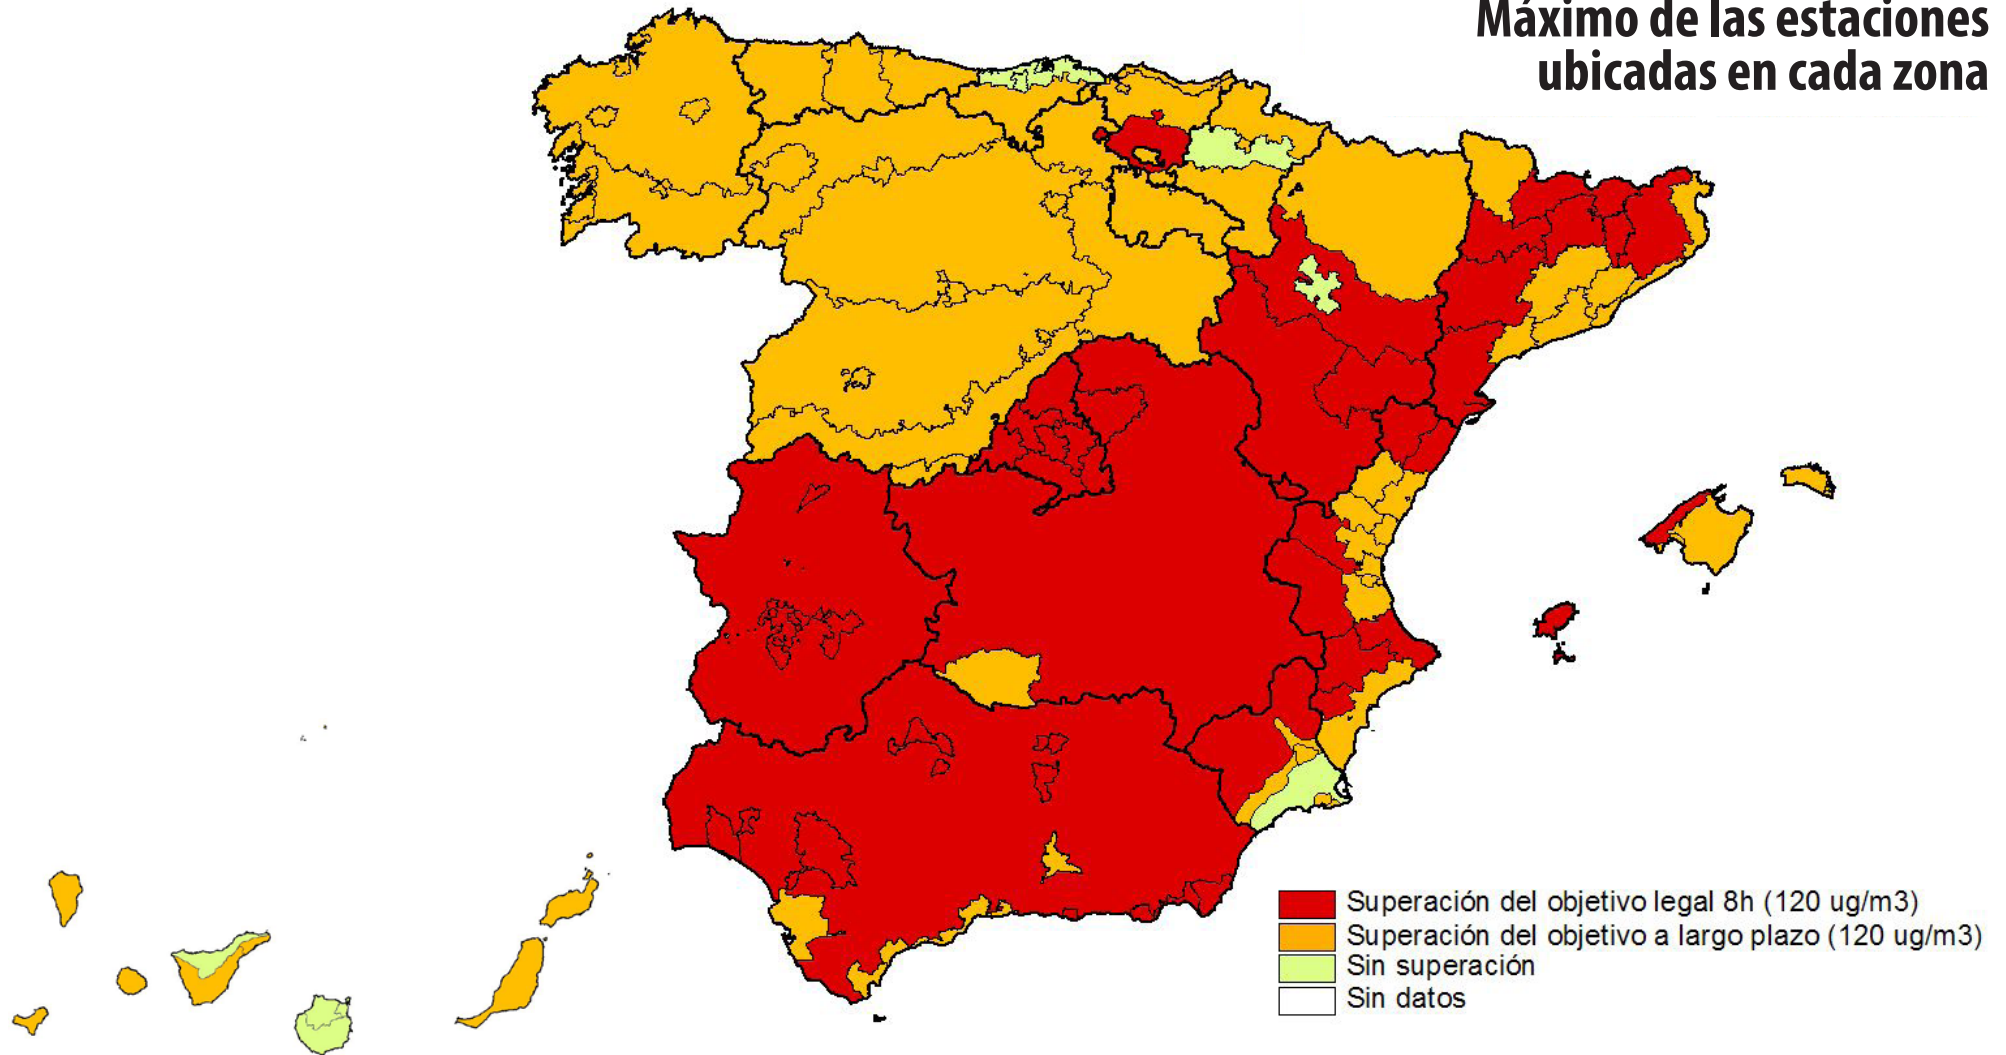 Máximo de las estaciones
ubicadas en cada zona
Superación del objetivo legal 8h (120 ug/m3)
Superación del objetivo a largo plazo (120 ug/m3)
Sin superación
Sin datos